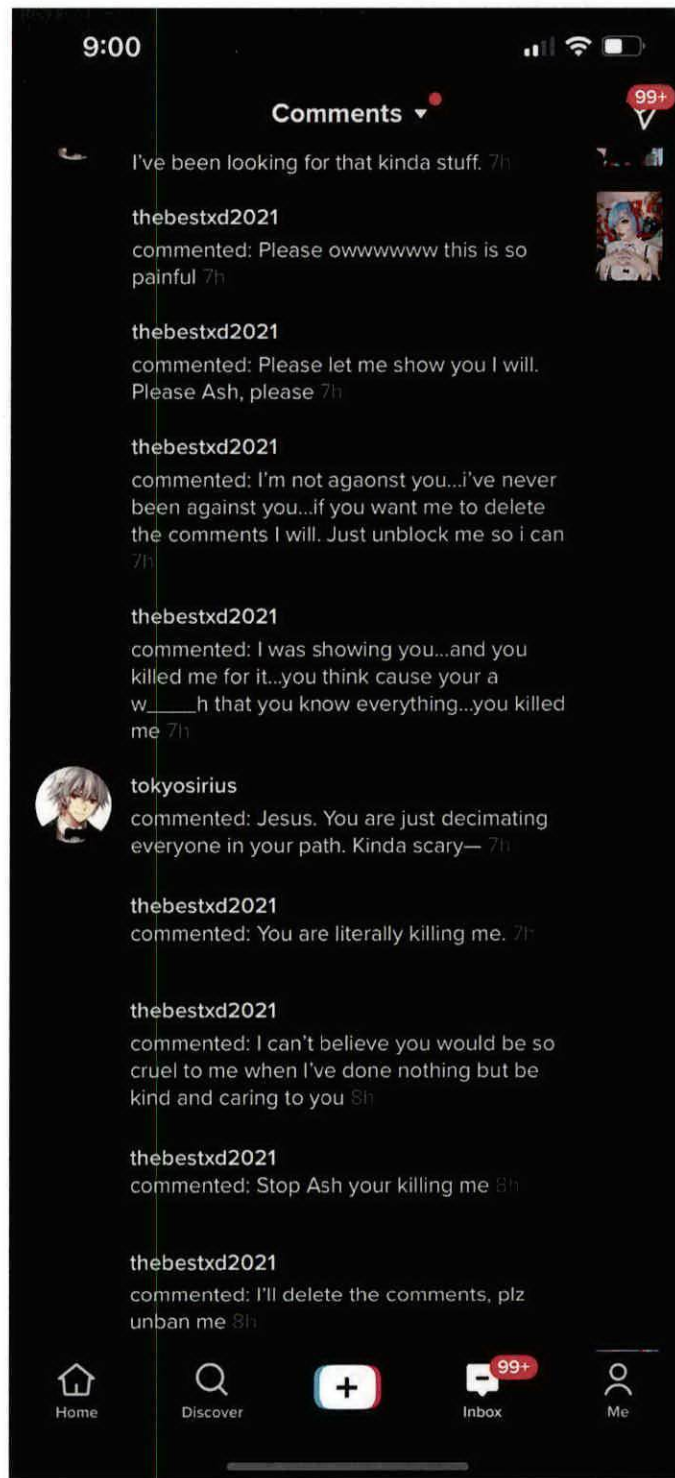 9:00
Comments
99+
I've been looking for that kinda stuff. 7h
thebestxd2021
commented: Please owwwwww this is so
painful 7h
thebestxd2021
commented: Please let me show you I will.
Please Ash, please 7h
thebestxd2021
commented: I'm not agaonst you...i've never
been against you...if you want me to delete
the comments I will. Just unblock me so i can
7h
thebestxd2021
commented: I was showing you...and you
killed me for it...you think cause your a
w____h that you know everything...you killed
me 7h
tokyosirius
commented: Jesus. You are just decimating
everyone in your path. Kinda scary— 7h
thebestxd2021
commented: You are literally killing me. 7h
thebestxd2021
commented: I can't believe you would be so
cruel to me when I've done nothing but be
kind and caring to you 8h
thebestxd2021
commented: Stop Ash your killing me 8h
thebestxd2021
commented: I'll delete the comments, plz
unban me 8h
99+
Home
Discover
Inbox
Me